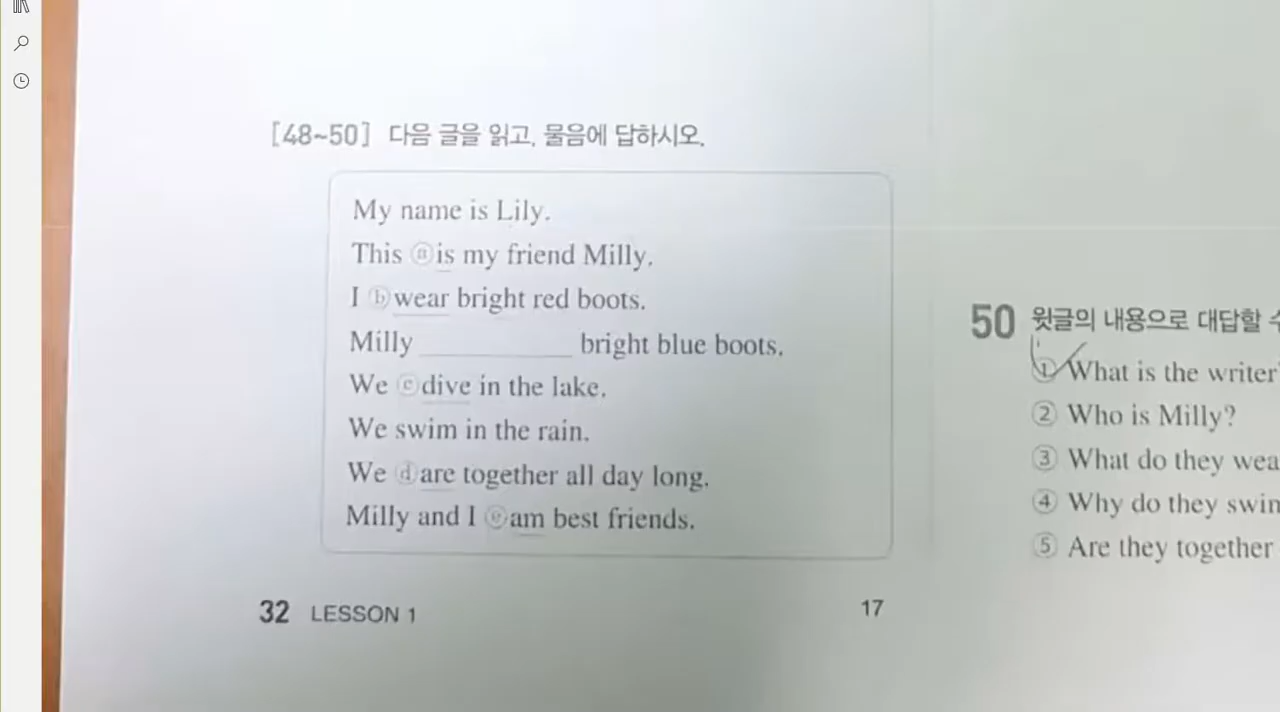 [48~50] 다음 글을 읽고, 물음에 답하시오.
My name is Lily.
This ⓐis my friend Milly.
I ⓑwear bright red boots.
Milly ____________ bright blue boots.
We ⓒdive in the lake.
We swim in the rain.
We ⓓare together all day long.
Milly and I ⓔam best friends.
32 LESSON 1
17
50 윗글의 내용으로 대답할
① What is the writer'
② Who is Milly?
③ What do they wea
④ Why do they swim
⑤ Are they together